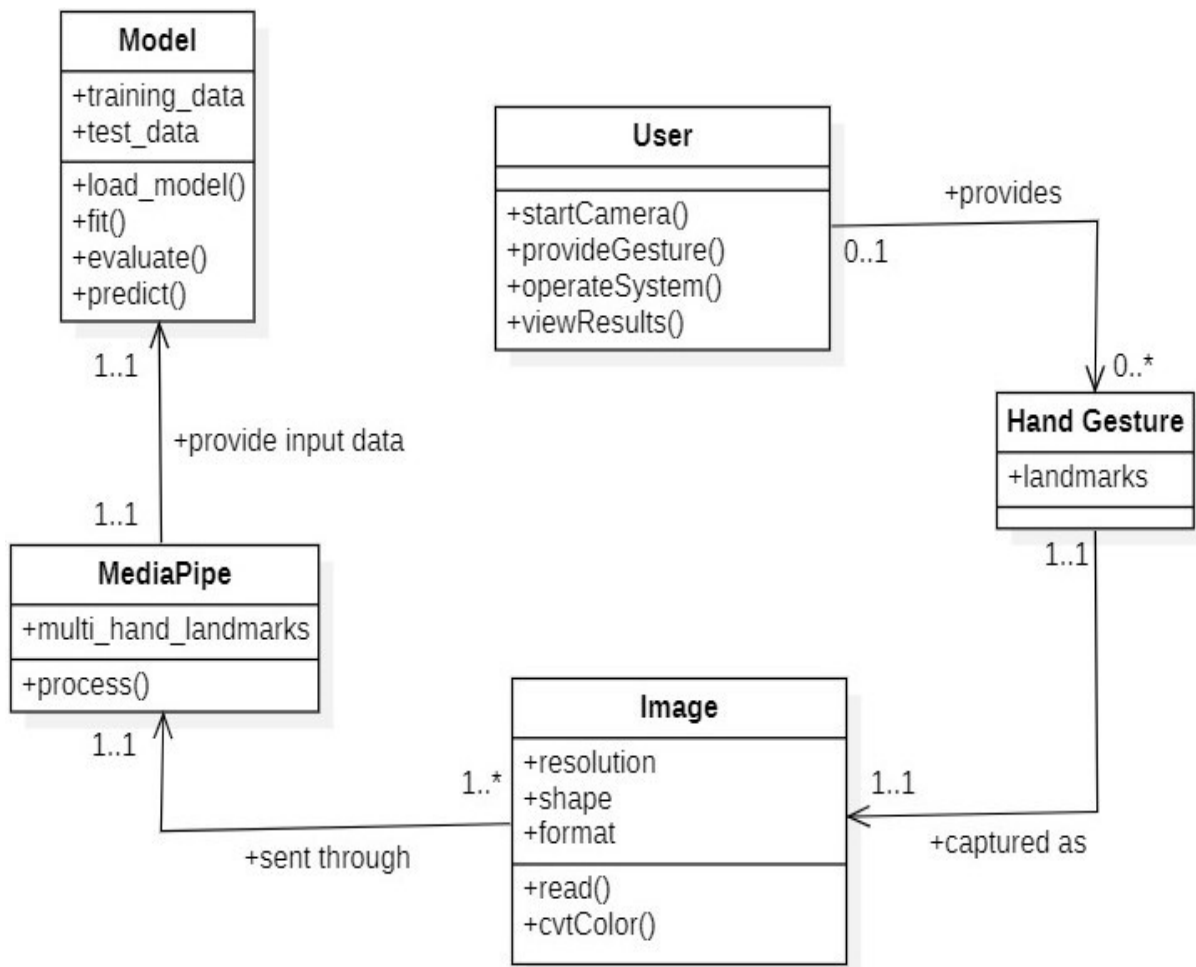 Model
+training_data
+test_data
+load_model()
+fit()
+evaluate()
+predict()
User
+startCamera()
+provideGesture()
+operateSystem()
+viewResults()
+provides
0..1
0..*
Hand Gesture
+landmarks
1..1
1..1
+provide input data
1..1
MediaPipe
+multi_hand_landmarks
+process()
1..1
Image
+resolution
+shape
+format
+read()
+cvtColor()
1..*
1..1
+sent through
+captured as